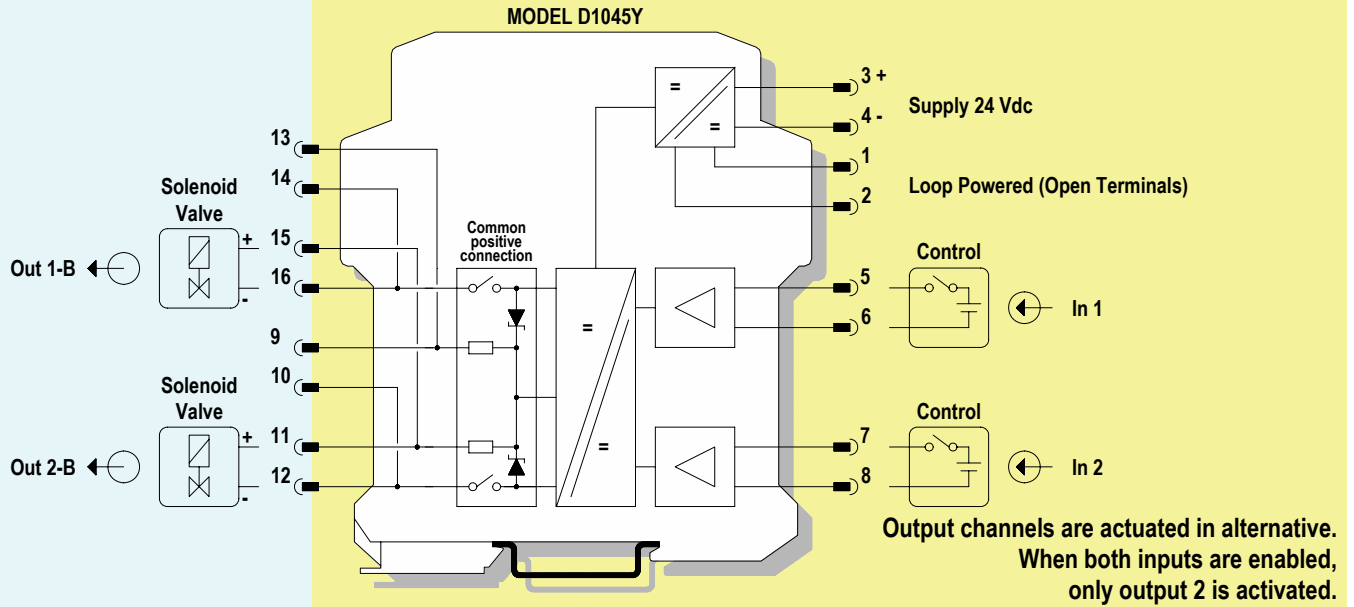 MODEL D1045Y
3 +
Supply 24 Vdc
4 -
1
Loop Powered (Open Terminals)
2
13
14
Solenoid
Valve
+
15
Out 1-B
16
-
Common
positive
connection
=
=
Control
5
In 1
6
9
10
Solenoid
Valve
+
11
Out 2-B
12
-
=
=
Control
7
In 2
8
Output channels are actuated in alternative.
When both inputs are enabled,
only output 2 is activated.